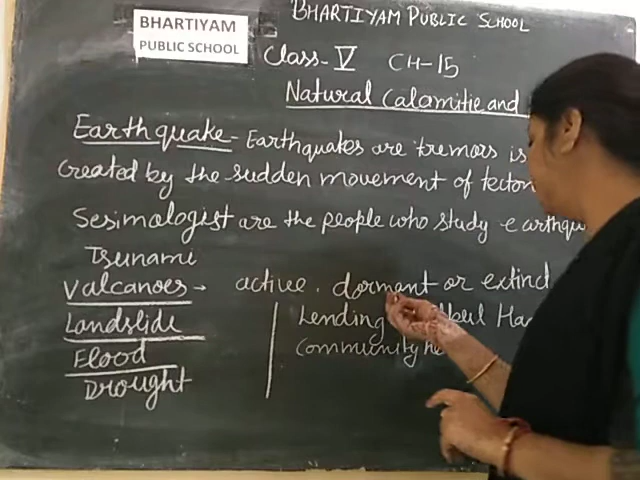 BHARTIYAM PUBLIC SCHOOL
BHARTIYAM
PUBLIC SCHOOL
Class-V CH-15
Natural Calamitie and
Earthquake - Earthquakes are tremors is
created by the sudden movement of tecton
Sesimalogist are the people who study earthqu
Tsunami
Valcanoes → active. dormant or extinct
Landslide
Lending
Flood
Community he
Drought